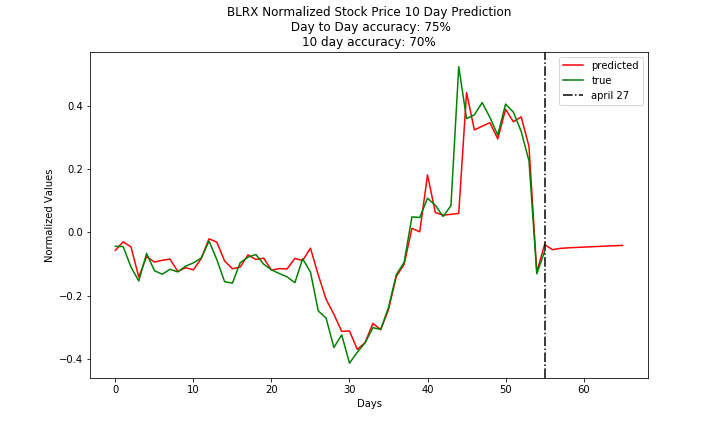 BLRX Normalized Stock Price 10 Day Prediction
Day to Day accuracy: 75%
10 day accuracy: 70%
predicted
true
april 27
0.4
0.2
0.0
−0.2
−0.4
Normalized Values
0 10 20 30 40 50 60
Days